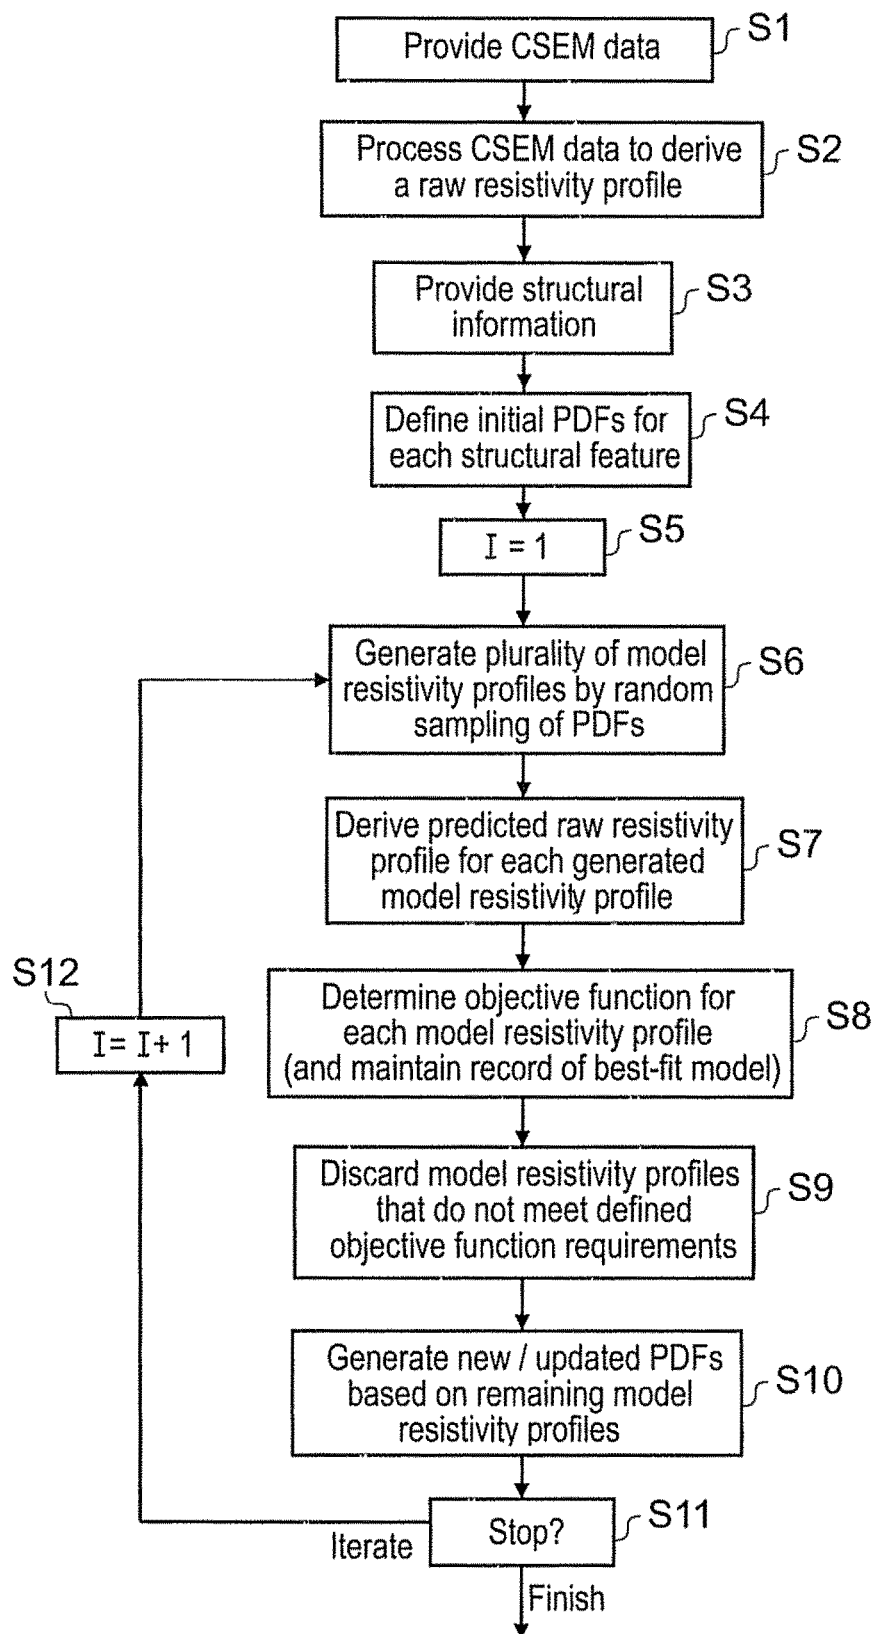 Provide CSEM data
S1
Process CSEM data to derive
a raw resistivity profile
S2
Provide structural
information
S3
Define initial PDFs for
each structural feature
S4
I = 1
S5
Generate plurality of model
resistivity profiles by random
sampling of PDFs
S6
Derive predicted raw resistivity
profile for each generated
model resistivity profile
S7
Determine objective function for
each model resistivity profile
(and maintain record of best-fit model)
S8
S12
I= I+ 1
Discard model resistivity profiles
that do not meet defined
objective function requirements
S9
Generate new / updated PDFs
based on remaining model
resistivity profiles
S10
Stop?
S11
Iterate
Finish